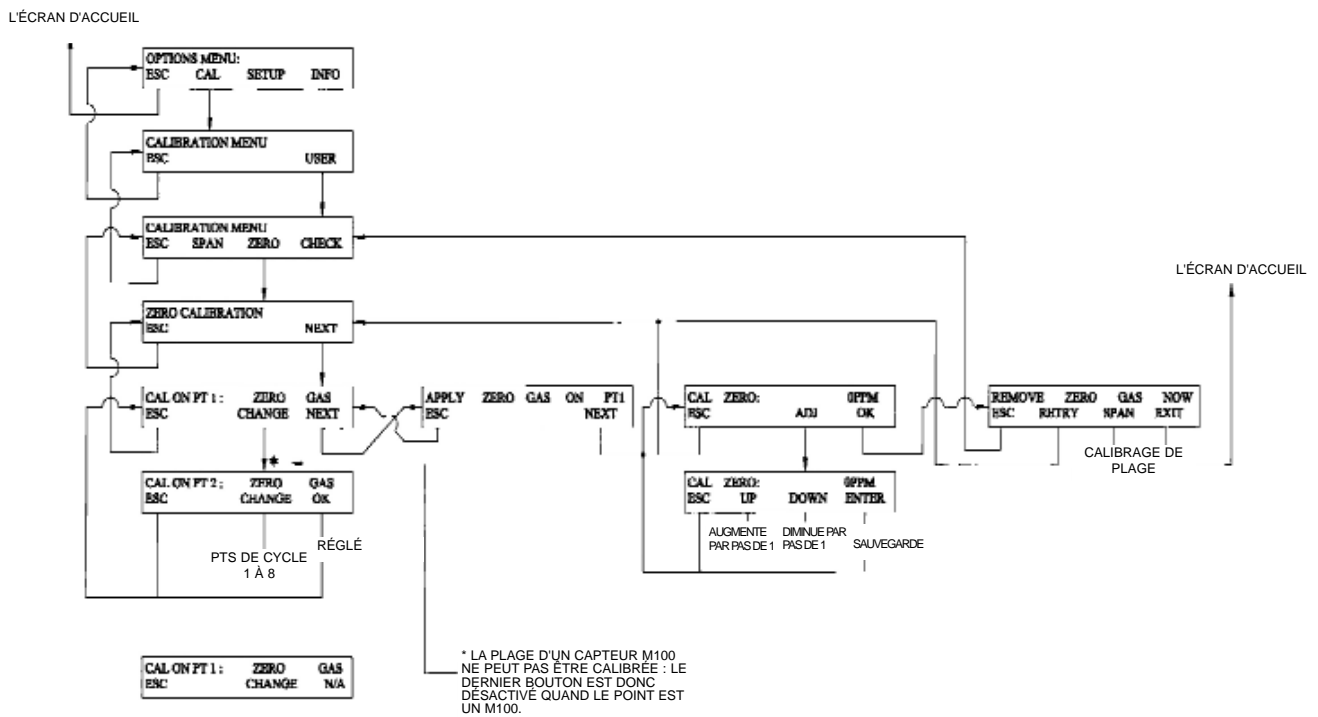 L'ÉCRAN D'ACCUEIL
OPTIONS MENU:
ESC CAL SETUP INFO
CALIBRATION MENU
ESC USER
CALIBRATION MENU
ESC SPAN ZERO CHECK
L'ÉCRAN D'ACCUEIL
ZERO CALIBRATION
ESC NEXT
CAL ON PT 1 : ZERO GAS
ESC CHANGE NEXT
APPLY ZERO GAS ON PT1
ESC NEXT
CAL ZERO: 0PPM
ESC ADJ OK
REMOVE ZERO GAS NOW
ESC RETRY SPAN EXIT
CALIBRAGE DE
PLAGE
*
CAL ON PT 2 : ZERO GAS
ESC CHANGE OK
CAL ZERO: 0PPM
ESC UP DOWN ENTER
RÉGLÉ
PTS DE CYCLE
1 À 8
AUGMENTE
PAR PAS DE 1
DIMINUE PAR
PAS DE 1
SAUVEGARDE
CAL ON PT 1 : ZERO GAS
ESC CHANGE N/A
* LA PLAGE D'UN CAPTEUR M100
NE PEUT PAS ÊTRE CALIBRÉE : LE
DERNIER BOUTON EST DONC
DÉSACTIVÉ QUAND LE POINT EST
UN M100.